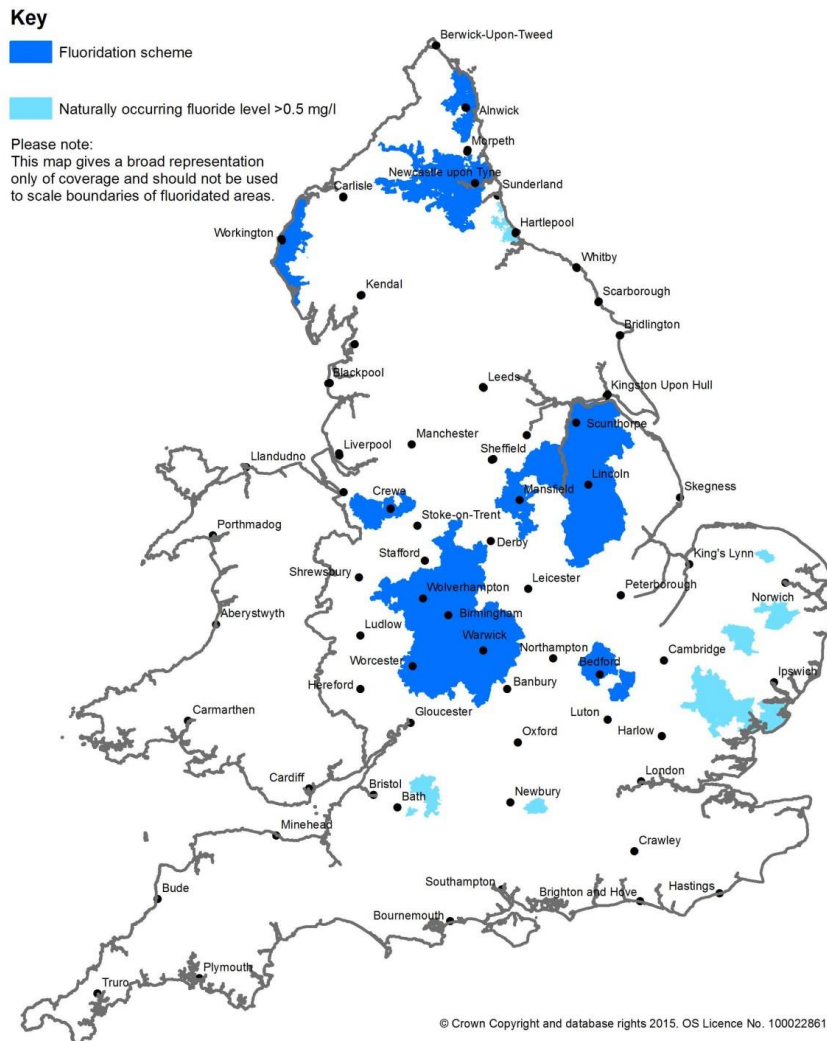 Key
Fluoridation scheme
Naturally occurring fluoride level >0.5 mg/l
Please note:
This map gives a broad representation
only of coverage and should not be used
to scale boundaries of fluoridated areas.
Berwick-Upon-Tweed
Alnwick
Morpeth
Newcastle upon Tyne
Sunderland
Carlisle
Hartlepool
Workington
Whitby
Kendal
Scarborough
Bridlington
Blackpool
Leeds
Kingston Upon Hull
Scunthorpe
Manchester
Liverpool
Sheffield
Llandudno
Lincoln
Crewe
Mansfield
Skegness
Stoke-on-Trent
Porthmadog
Derby
Stafford
King's Lynn
Shrewsbury
Leicester
Peterborough
Wolverhampton
Norwich
Birmingham
Aberystwyth
Ludlow
Warwick
Northampton
Cambridge
Worcester
Bedford
Ipswich
Hereford
Banbury
Carmarthen
Gloucester
Luton
Harlow
Oxford
Cardiff
London
Bristol
Bath
Newbury
Minehead
Crawley
Southampton
Brighton and Hove
Hastings
Bude
Bournemouth
Plymouth
Truro
© Crown Copyright and database rights 2015. OS Licence No. 100022861